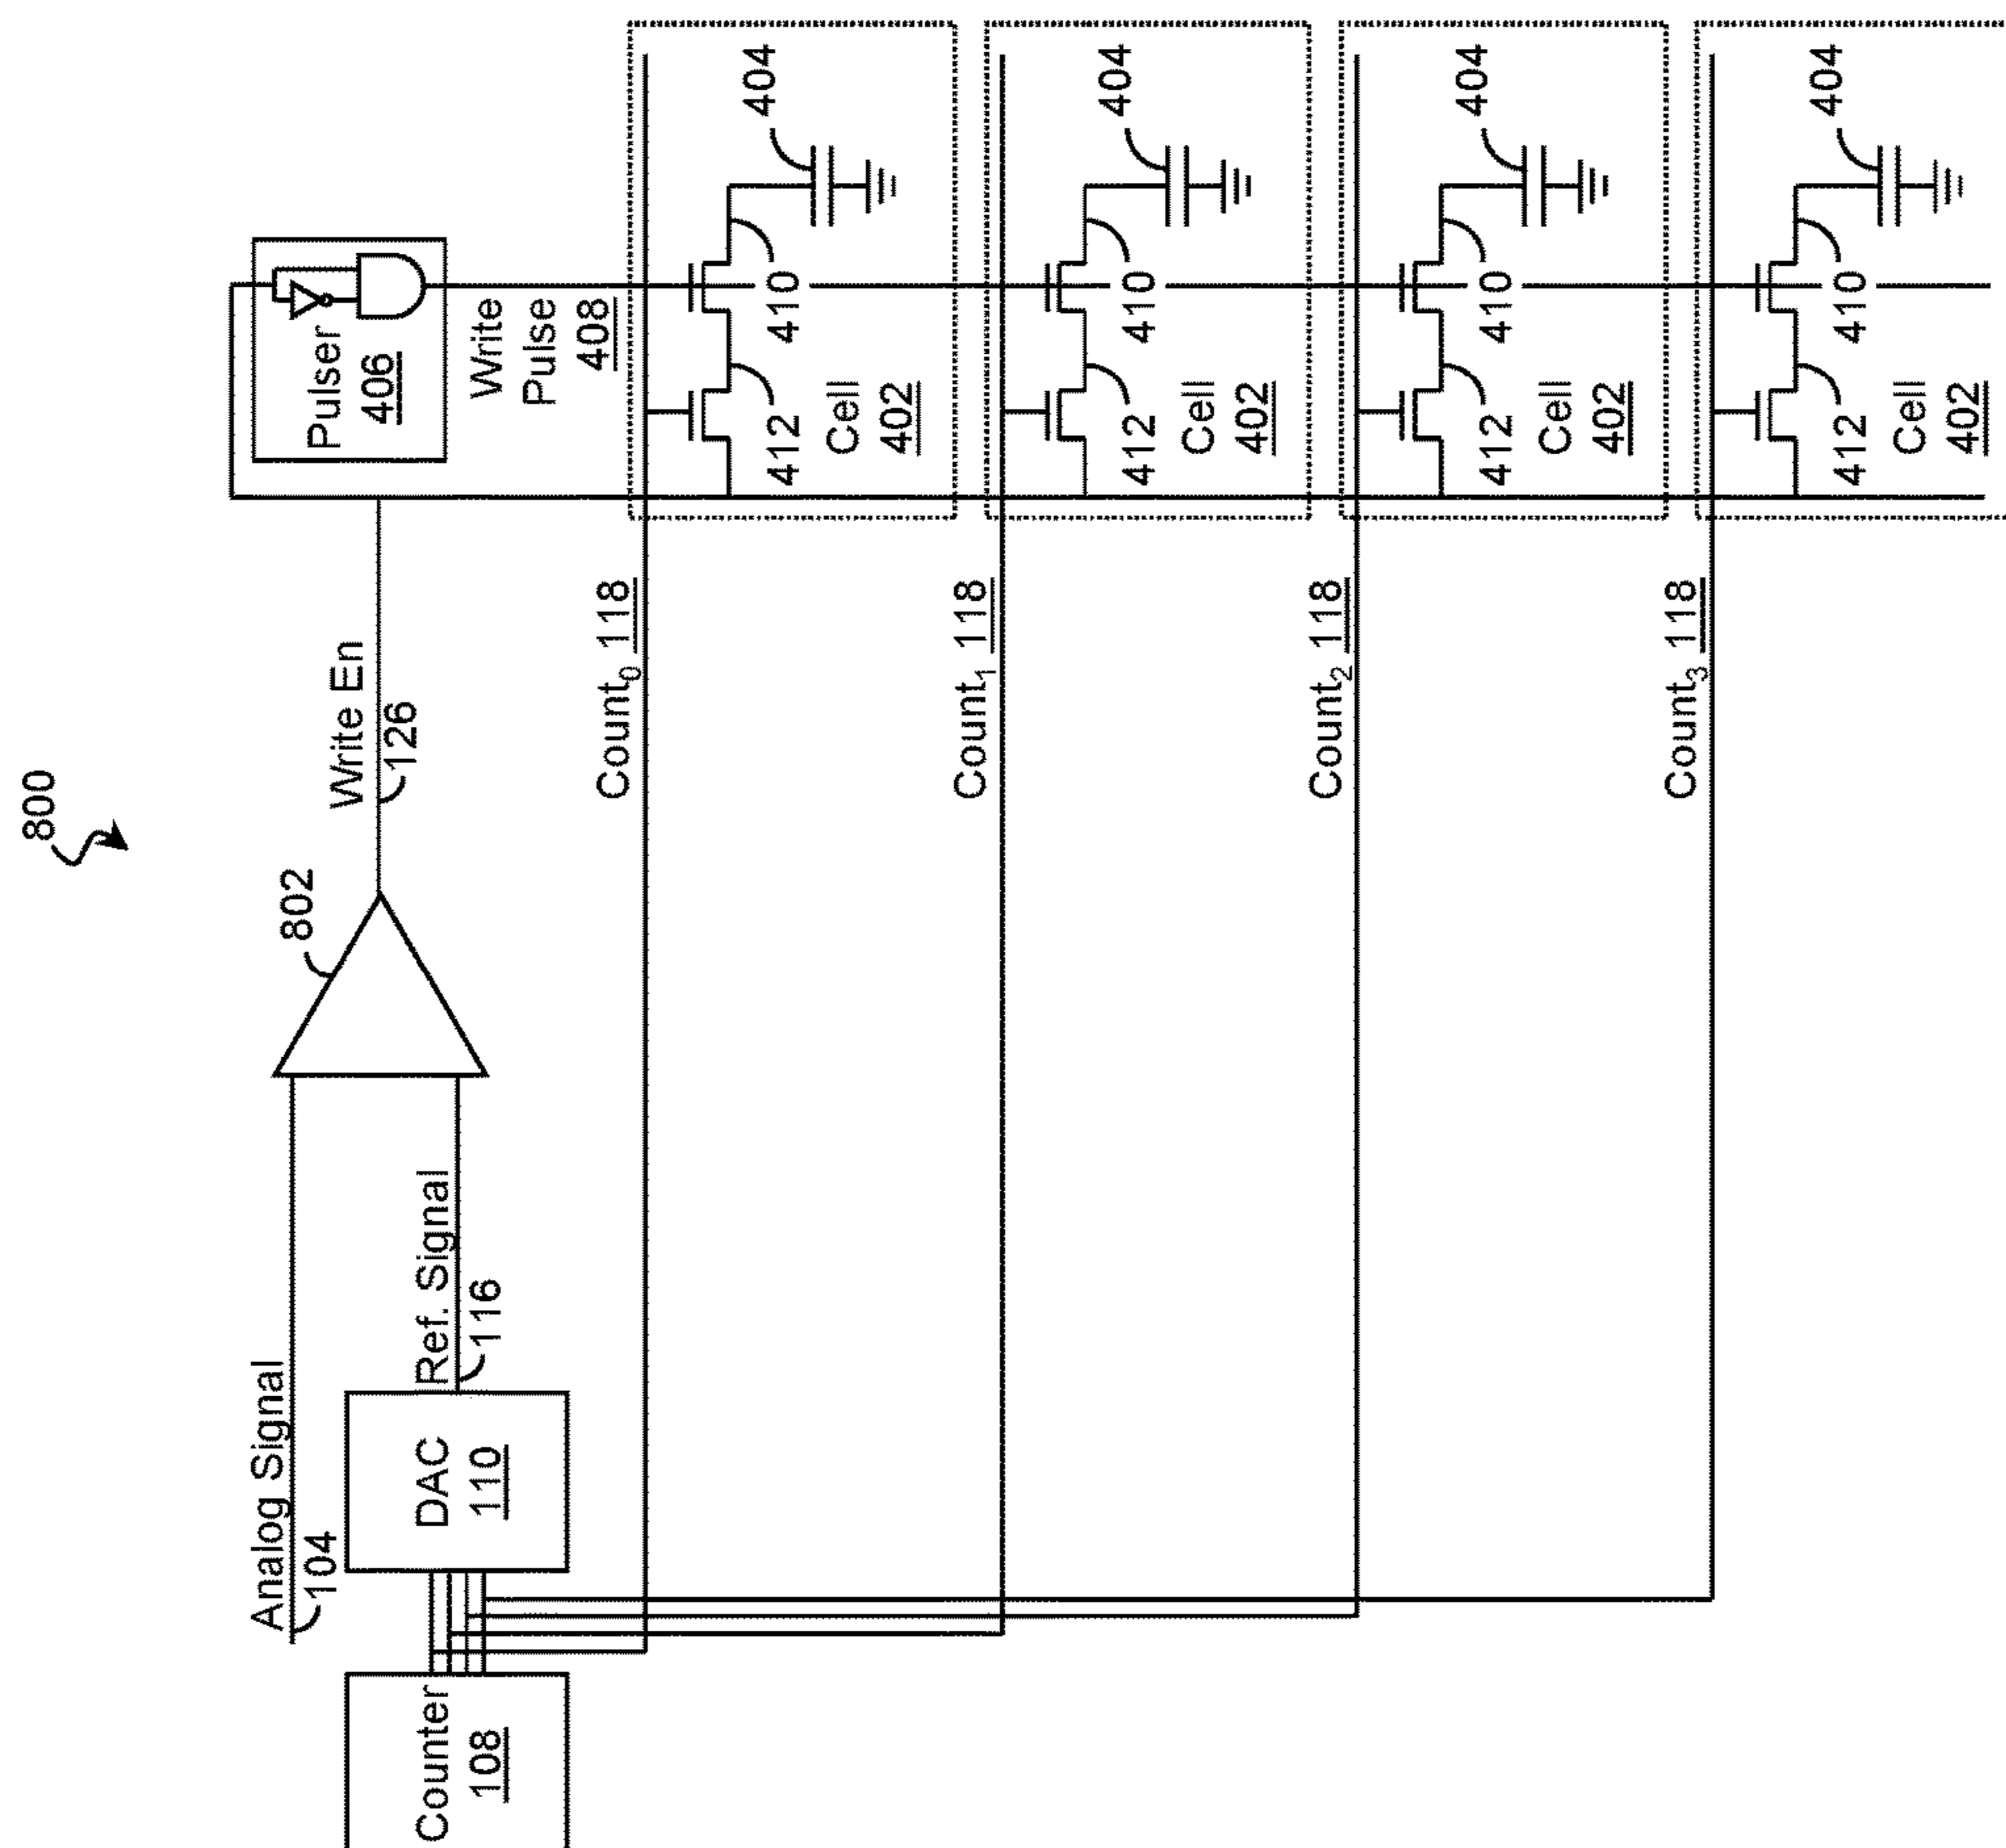 800
Analog Signal
104
Counter
108
DAC
110
Ref. Signal
116
802
Write En
126
Pulser
406
Write
Pulse
408
Count0 118
412
410
404
Cell
402
Count1 118
412
410
404
Cell
402
Count2 118
412
410
404
Cell
402
Count3 118
412
410
404
Cell
402